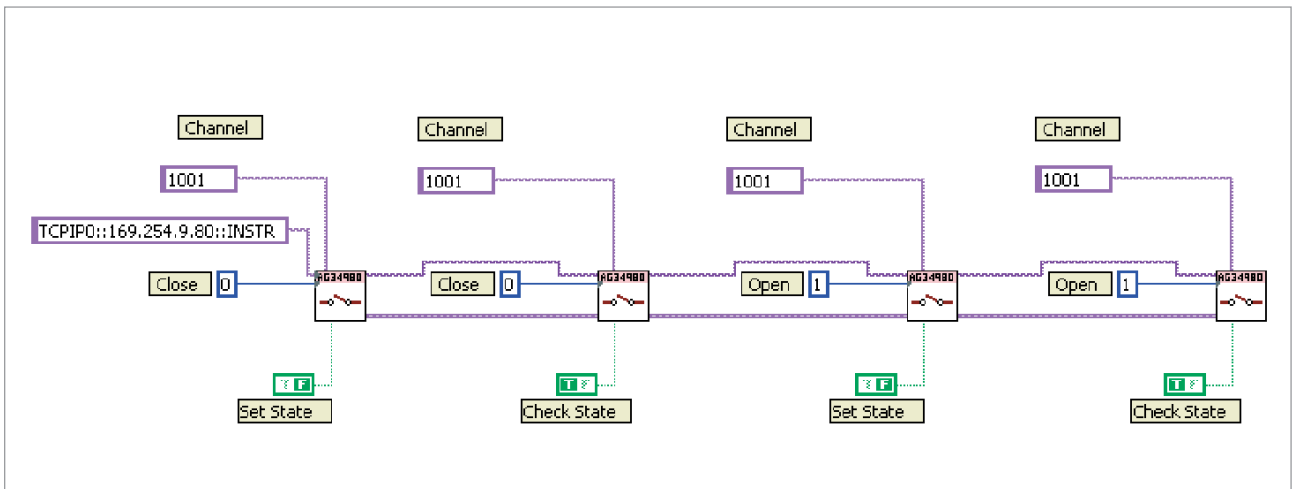 Channel Channel Channel Channel
1001 1001 1001 1001
TCPIP0::169.254.9.80::INSTR
AG34980 AG34980 AG34980 AG34980
Close 0 Close 0 Open 1 Open 1
F T F T
Set State Check State Set State Check State